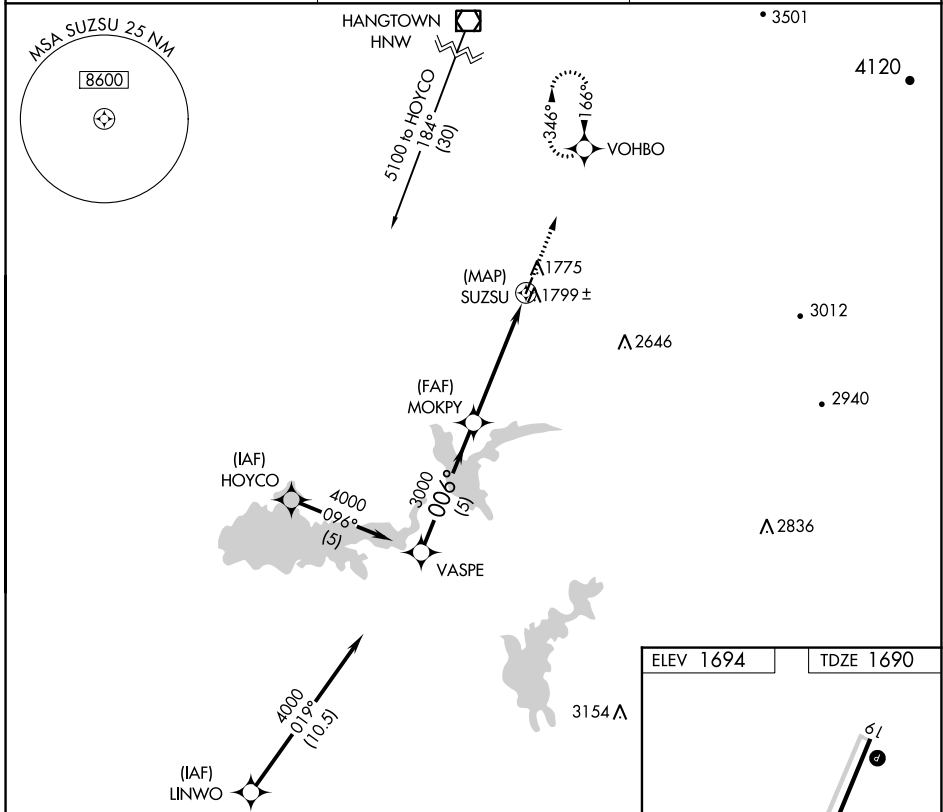 MSA SUZSU 25 NM
8600
HANGTOWN
HNW
5100 to HOYCO
184°
(30)
3501
4120
346°
166°
VOHBO
(MAP)
SUZSU
1775
1799 ±
3012
2646
(FAF)
MOKPY
2940
(IAF)
HOYCO
4000
096°
(5)
3000
006°
(5)
VASPE
2836
3154
4000
019°
(10.5)
(IAF)
LINWO
ELEV 1694
TDZE 1690
19
P